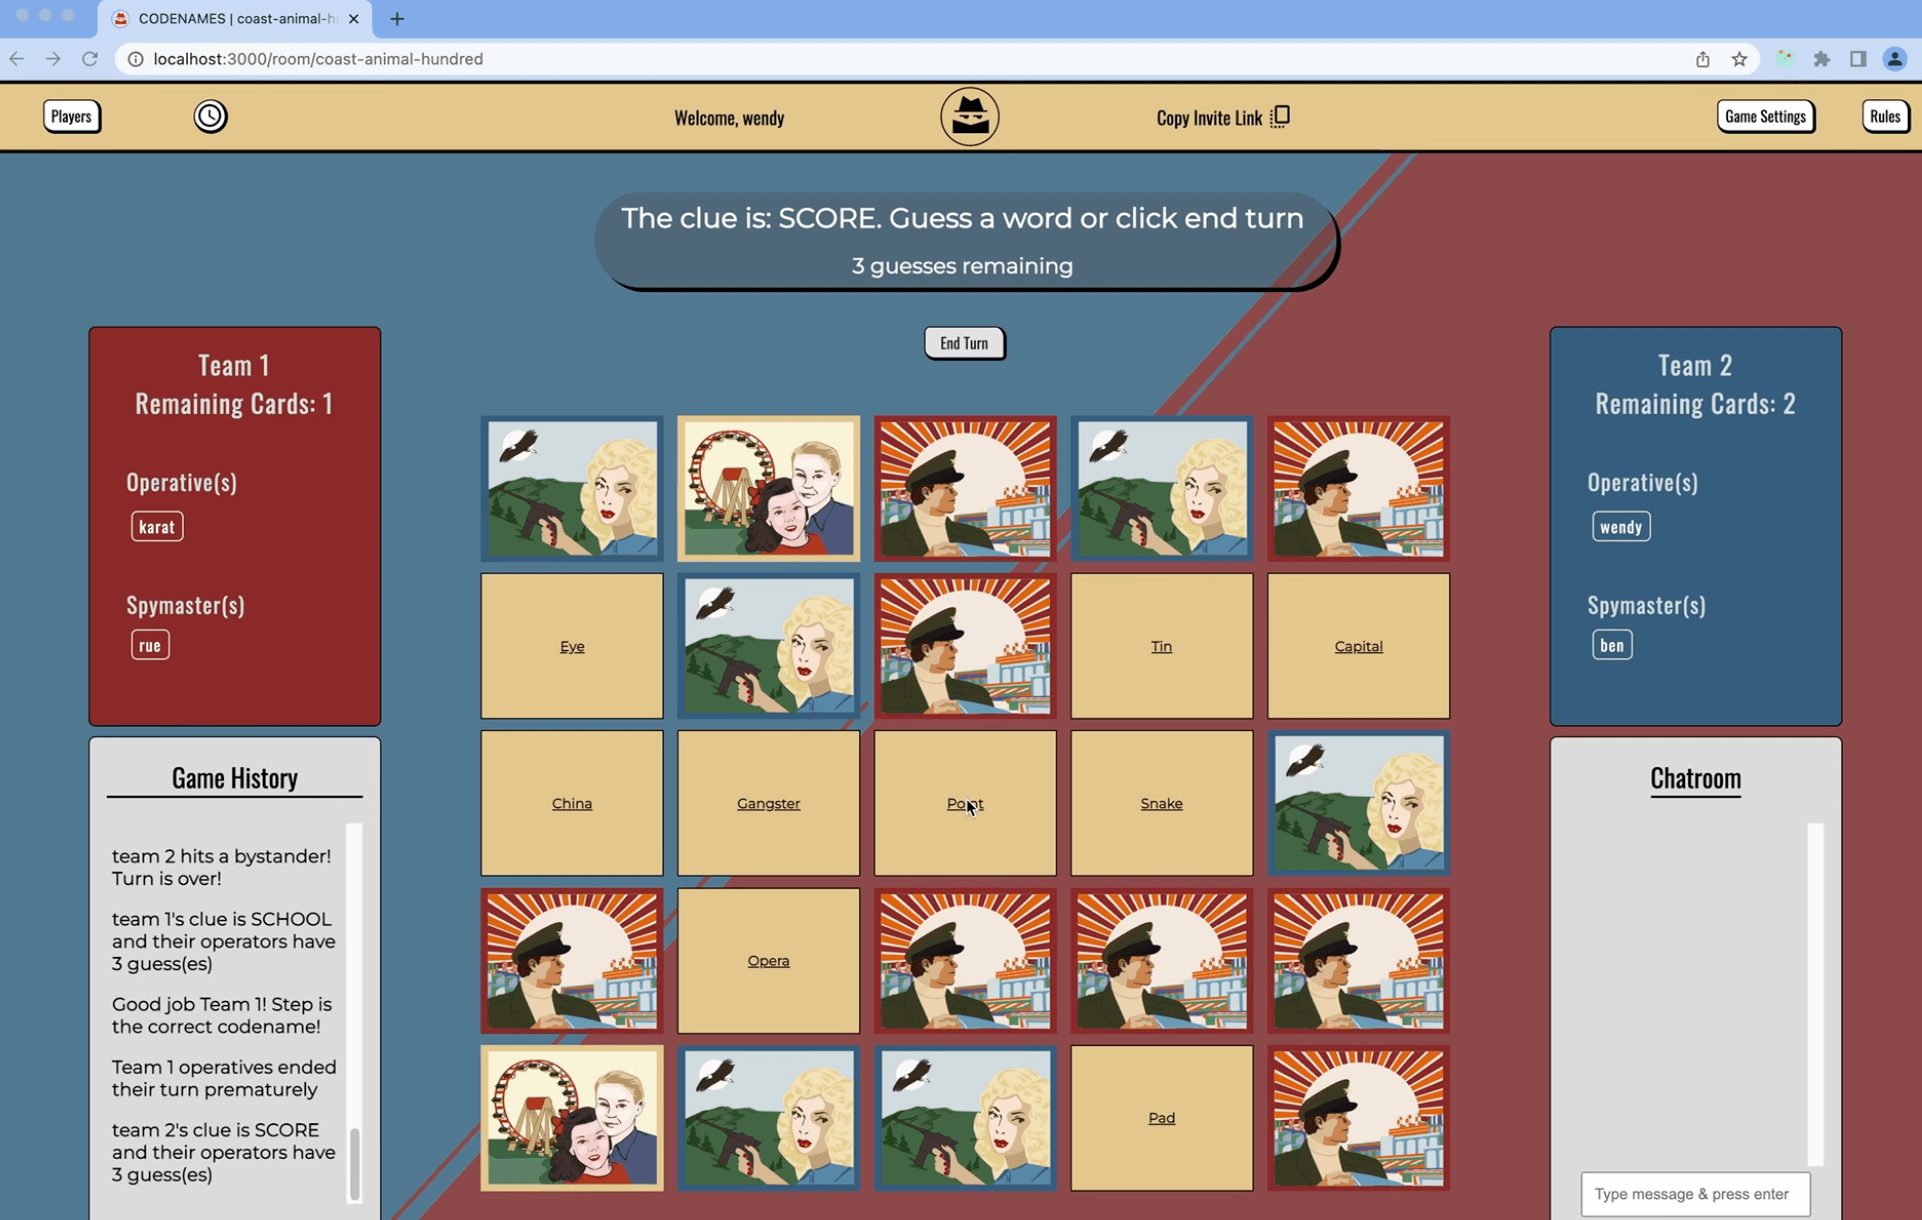 CODENAMES | coast-animal-h
localhost:3000/room/coast-animal-hundred
Players
Welcome, wendy
Copy Invite Link
Game Settings
Rules
The clue is: SCORE. Guess a word or click end turn
3 guesses remaining
End Turn
Team 1
Remaining Cards: 1
Operative(s)
karat
Spymaster(s)
rue
Team 2
Remaining Cards: 2
Operative(s)
wendy
Spymaster(s)
ben
Eye
Tin
Capital
China
Gangster
Point
Snake
Opera
Pad
Game History
team 2 hits a bystander!
Turn is over!
team 1's clue is SCHOOL
and their operators have
3 guess(es)
Good job Team 1! Step is
the correct codename!
Team 1 operatives ended
their turn prematurely
team 2's clue is SCORE
and their operators have
3 guess(es)
Chatroom
Type message & press enter